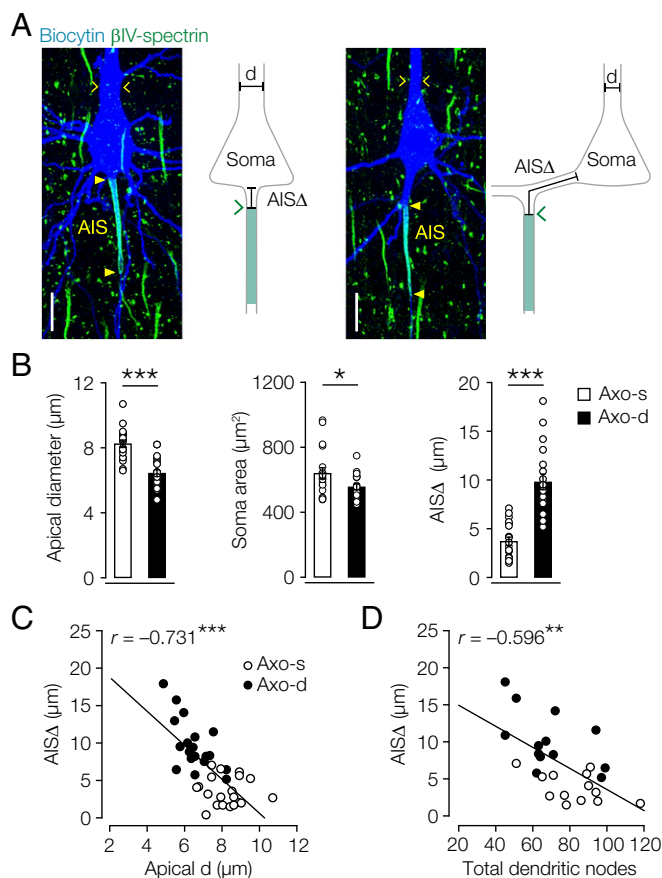 A
Biocytin βIV-spectrin
AIS
d
Soma
AISΔ
AIS
d
AISΔ
Soma
B
Apical diameter (μm)
12
8
4
0
***
Soma area (μm²)
1200
800
400
0
*
AISΔ (μm)
20
15
10
5
0
***
Axo-s
Axo-d
C
r = –0.731***
AISΔ (μm)
25
20
15
10
5
0
2 4 6 8 10 12
Apical d (μm)
Axo-s
Axo-d
D
r = –0.596**
AISΔ (μm)
25
20
15
10
5
0
20 40 60 80 100 120
Total dendritic nodes